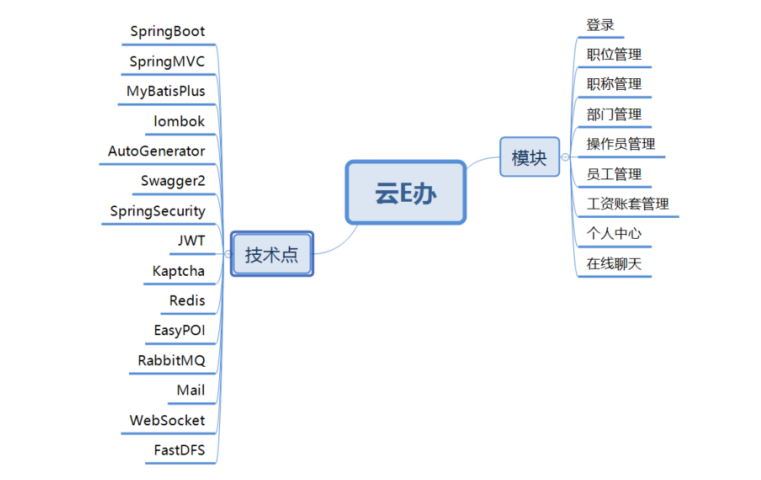 云E办
技术点
SpringBoot
SpringMVC
MyBatisPlus
lombok
AutoGenerator
Swagger2
SpringSecurity
JWT
Kaptcha
Redis
EasyPOI
RabbitMQ
Mail
WebSocket
FastDFS
模块
登录
职位管理
职称管理
部门管理
操作员管理
员工管理
工资账套管理
个人中心
在线聊天